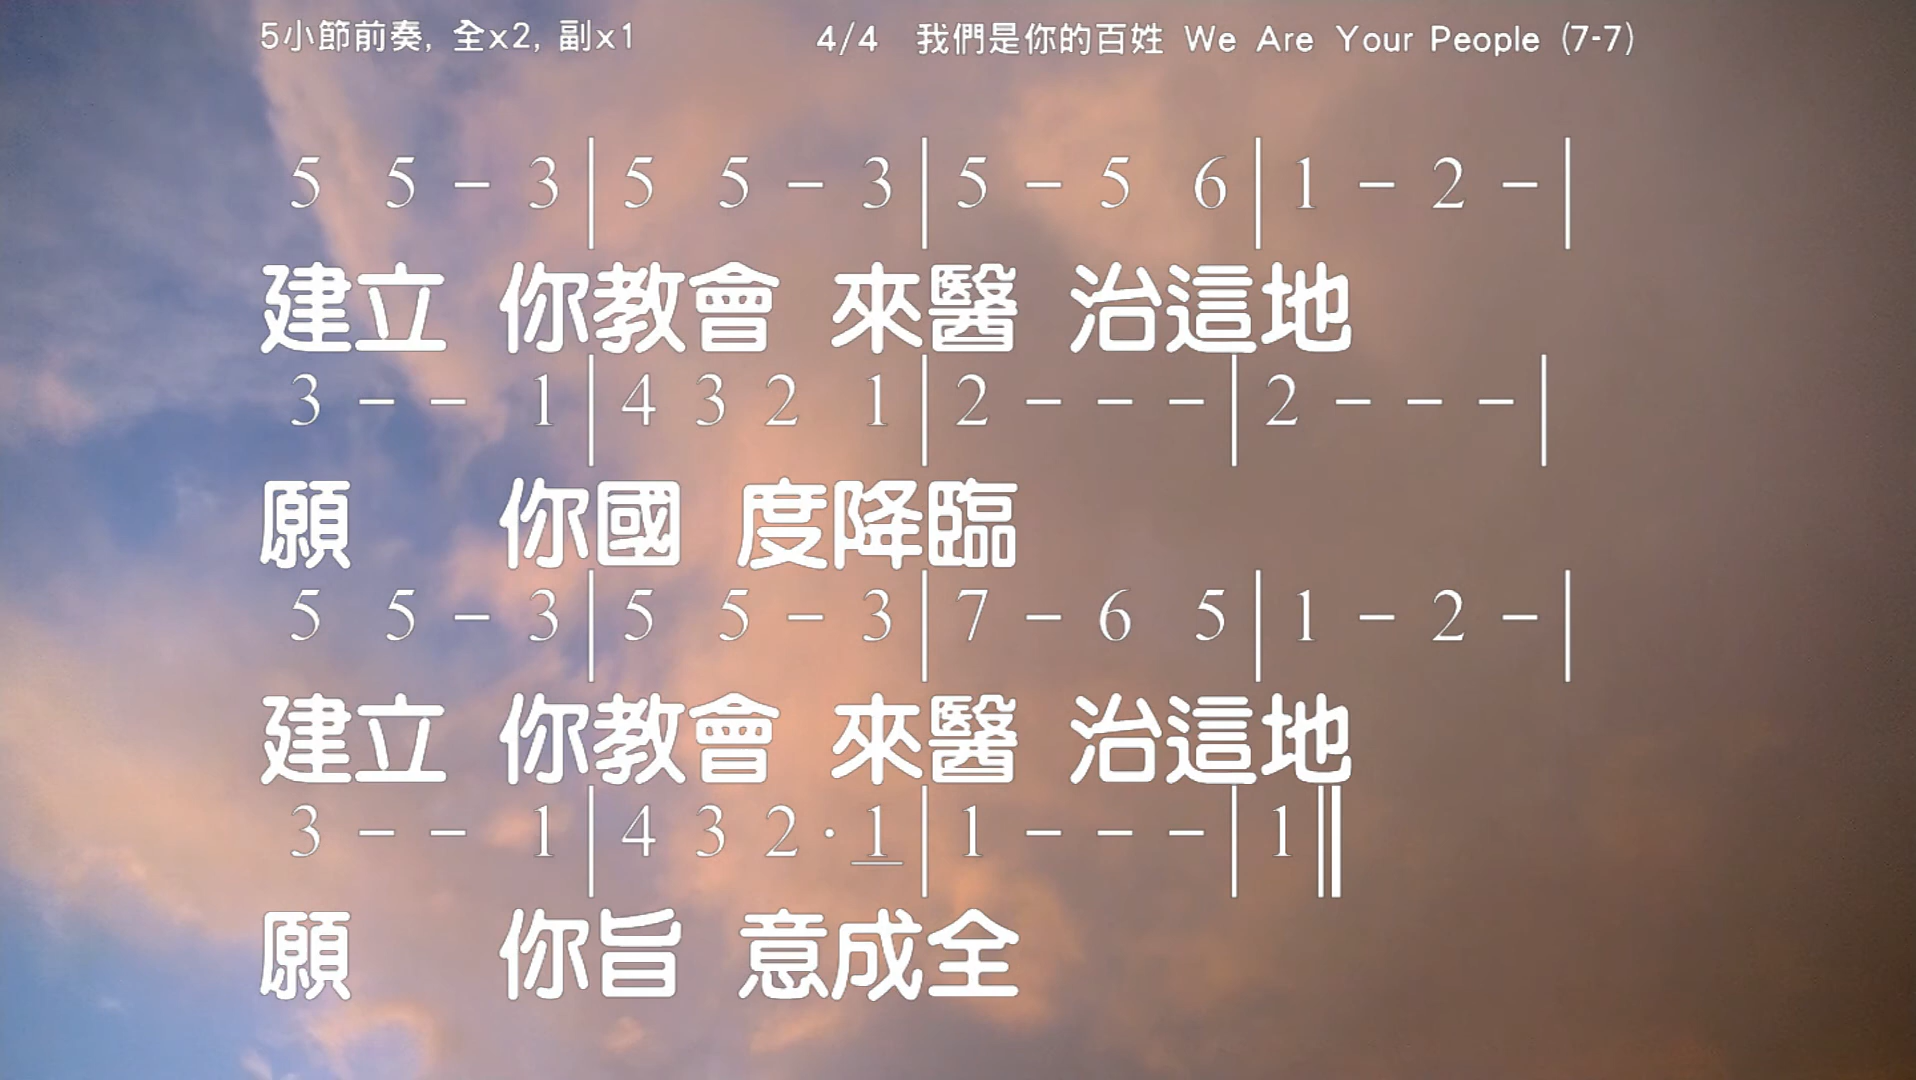 5小節前奏, 全x2, 副x1 4/4 我們是你的百姓 We Are Your People (7-7)
5 5 - 3 | 5 5 - 3 | 5 - 5 6 | 1 - 2 - |
建立 你教會 來醫 治這地
3 - - 1 | 4 3 2 1 | 2 - - - | 2 - - - |
願 你國 度降臨
5 5 - 3 | 5 5 - 3 | 7 - 6 5 | 1 - 2 - |
建立 你教會 來醫 治這地
3 - - 1 | 4 3 2 · 1 | 1 - - - | 1 ‖
願 你旨 意成全